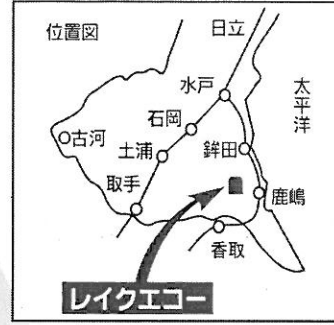 位置図
日立
水戸
太平洋
石岡
古河
土浦
鉾田
取手
鹿嶋
香取
レイクエコー